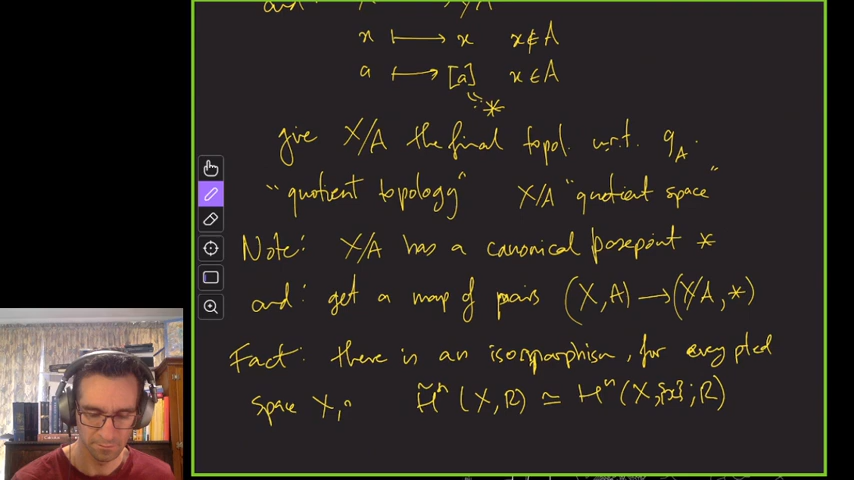 and: X/A
x ⟼ x x ∉ A
a ⟼ [a] x ∈ A
*
give X/A the final topol. w.r.t. q_A.
"quotient topology" X/A "quotient space"
Note: X/A has a canonical basepoint *
and: get a map of pairs (X, A) → (X/A, *)
Fact: there is an isomorphism, for every pted
space X, H̃ⁿ(X, R) ≃ Hⁿ(X, {x}; R)